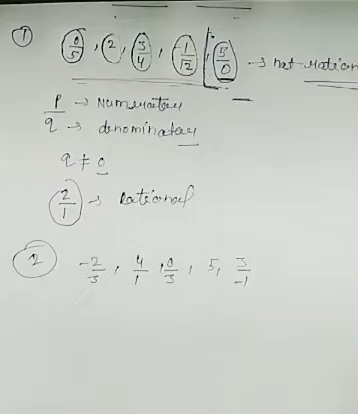 ① 0/5, 2, 3/4, -1/12, 5/0 → not rational
p → Numerator
q → denominator
q ≠ 0
2/1 → Rational
② -2/3, 4/1, 0/3, 5, 3/-1